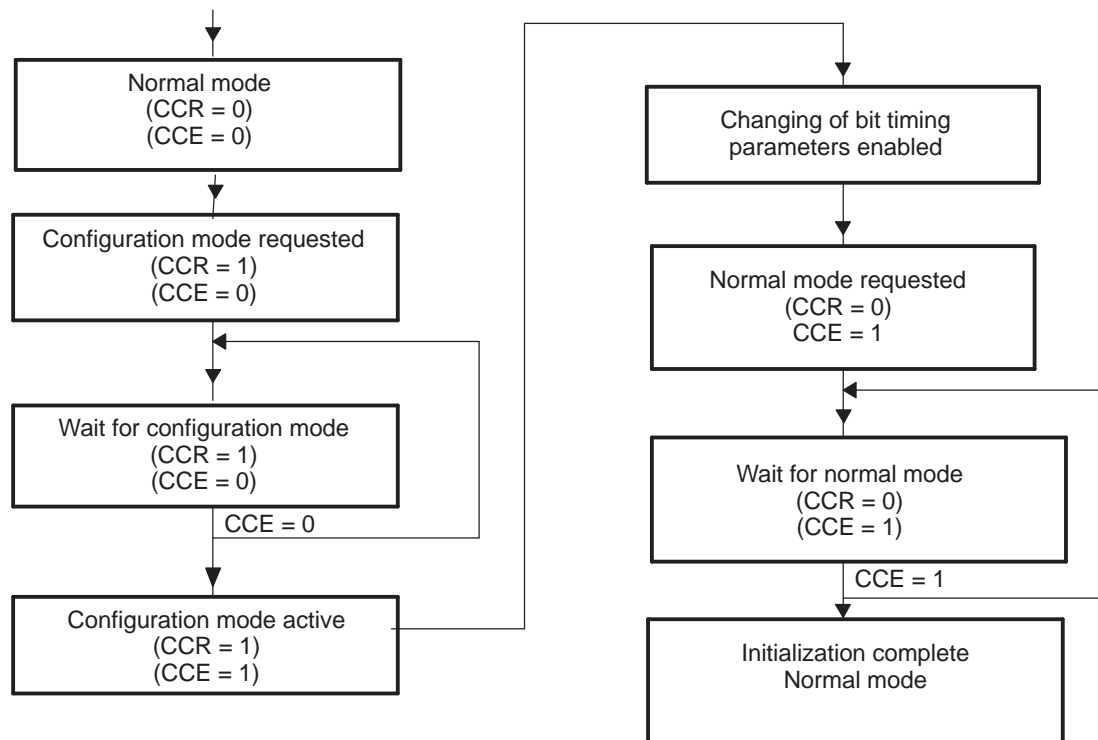 Normal mode
(CCR = 0)
(CCE = 0)
Configuration mode requested
(CCR = 1)
(CCE = 0)
Wait for configuration mode
(CCR = 1)
(CCE = 0)
CCE = 0
Configuration mode active
(CCR = 1)
(CCE = 1)
Changing of bit timing
parameters enabled
Normal mode requested
(CCR = 0)
CCE = 1
Wait for normal mode
(CCR = 0)
(CCE = 1)
CCE = 1
Initialization complete
Normal mode